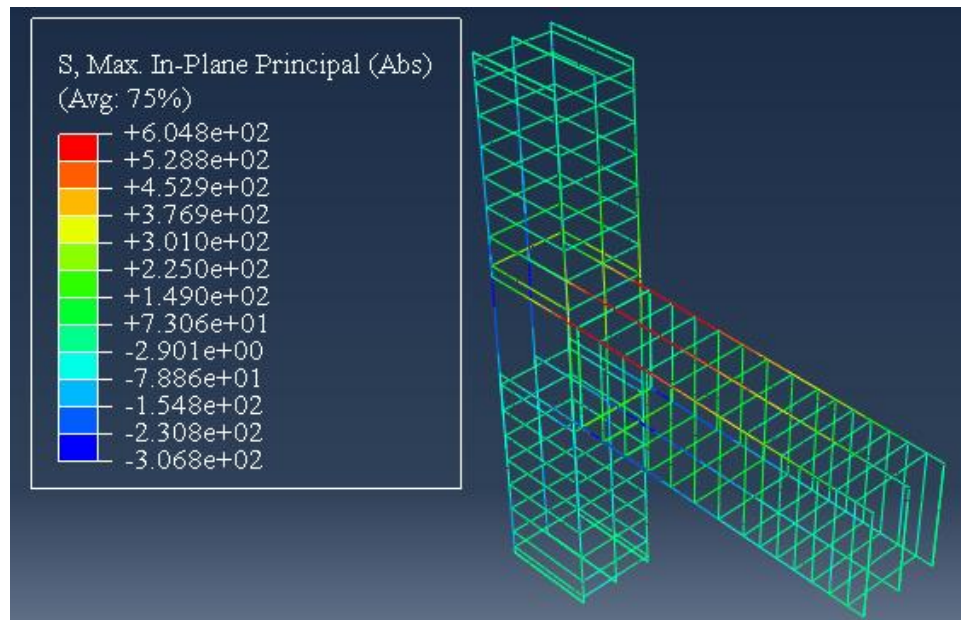 S, Max. In-Plane Principal (Abs)
(Avg: 75%)
+6.048e+02
+5.288e+02
+4.529e+02
+3.769e+02
+3.010e+02
+2.250e+02
+1.490e+02
+7.306e+01
-2.901e+00
-7.886e+01
-1.548e+02
-2.308e+02
-3.068e+02